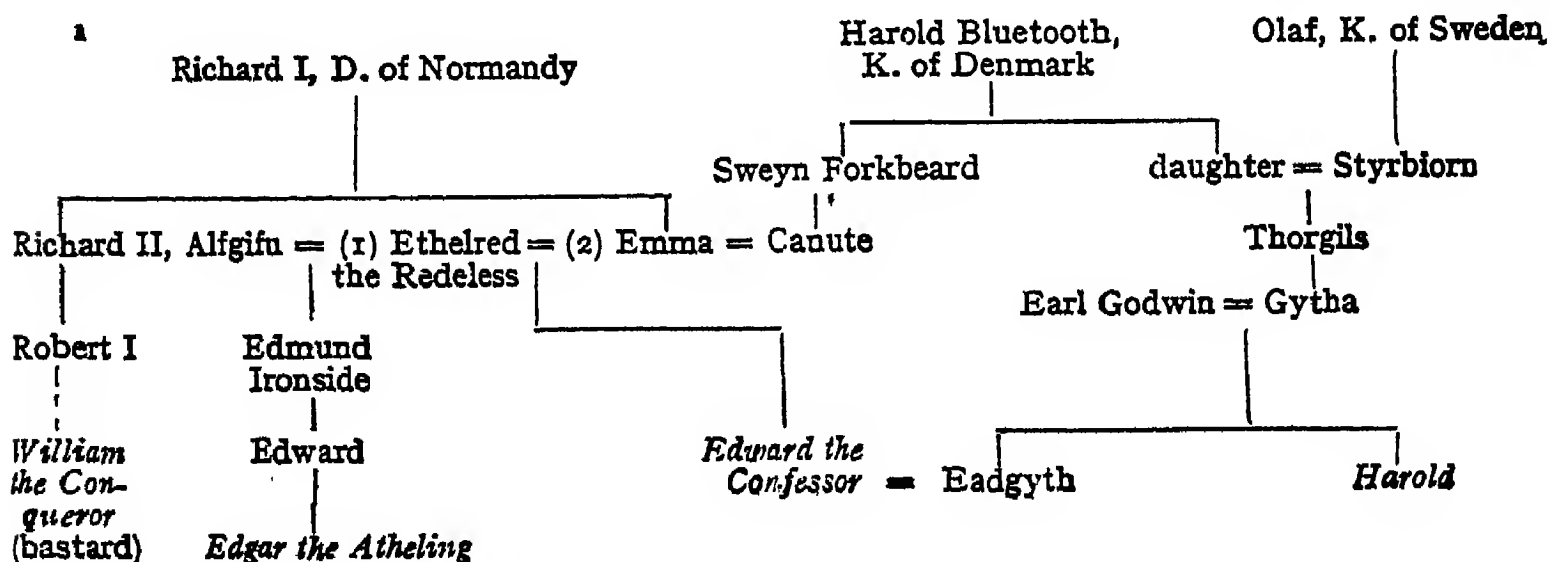 1
Harold Bluetooth,
K. of Denmark
Olaf, K. of Sweden
Richard I, D. of Normandy
Sweyn Forkbeard
daughter = Styrbiorn
Richard II, Alfgifu = (1) Ethelred = (2) Emma = Canute
the Redeless
Thorgils
Earl Godwin = Gytha
Robert I
Edmund
Ironside
William
the Con-
queror
(bastard)
Edward
Edward the
Confessor = Eadgyth
Harold
Edgar the Atheling